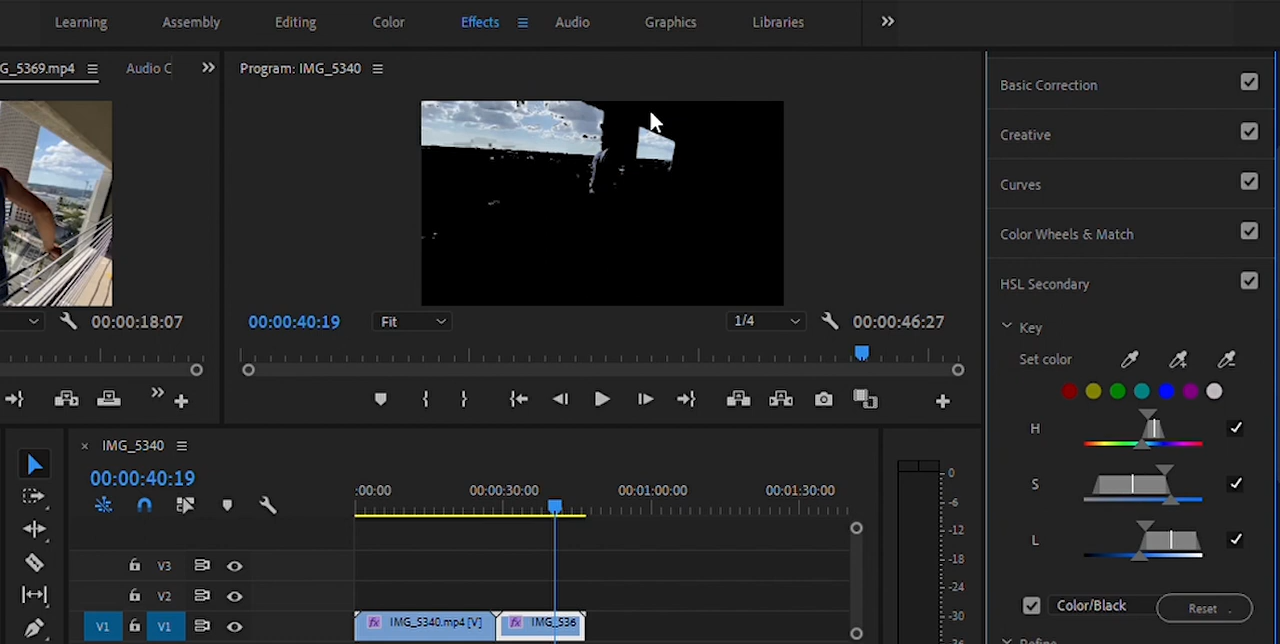 Learning Assembly Editing Color Effects Audio Graphics Libraries
G_5369.mp4 Audio C Program: IMG_5340
Basic Correction
Creative
Curves
Color Wheels & Match
HSL Secondary
Key
Set color
H
S
L
Color/Black Reset
00:00:18:07 00:00:40:19 Fit 1/4 00:00:46:27
IMG_5340
00:00:40:19
:00:00 00:00:30:00 00:01:00:00 00:01:30:00
V3
V2
V1 V1 fx IMG_5340.mp4 [V] fx IMG_536
0
-6
-12
-18
-24
-30